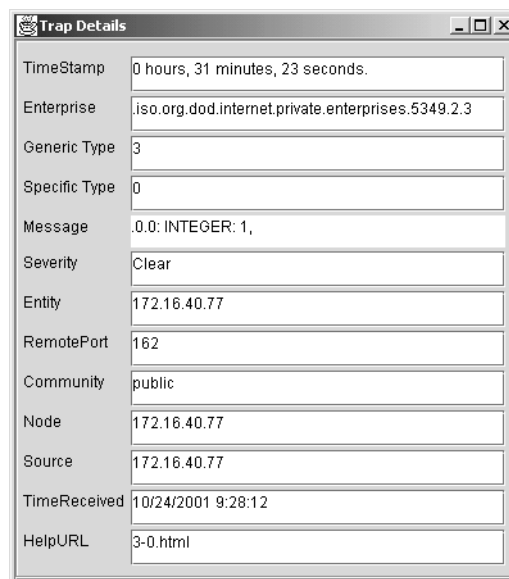 Trap Details
TimeStamp 0 hours, 31 minutes, 23 seconds.
Enterprise .iso.org.dod.internet.private.enterprises.5349.2.3
Generic Type 3
Specific Type 0
Message .0.0: INTEGER: 1,
Severity Clear
Entity 172.16.40.77
RemotePort 162
Community public
Node 172.16.40.77
Source 172.16.40.77
TimeReceived 10/24/2001 9:28:12
HelpURL 3-0.html